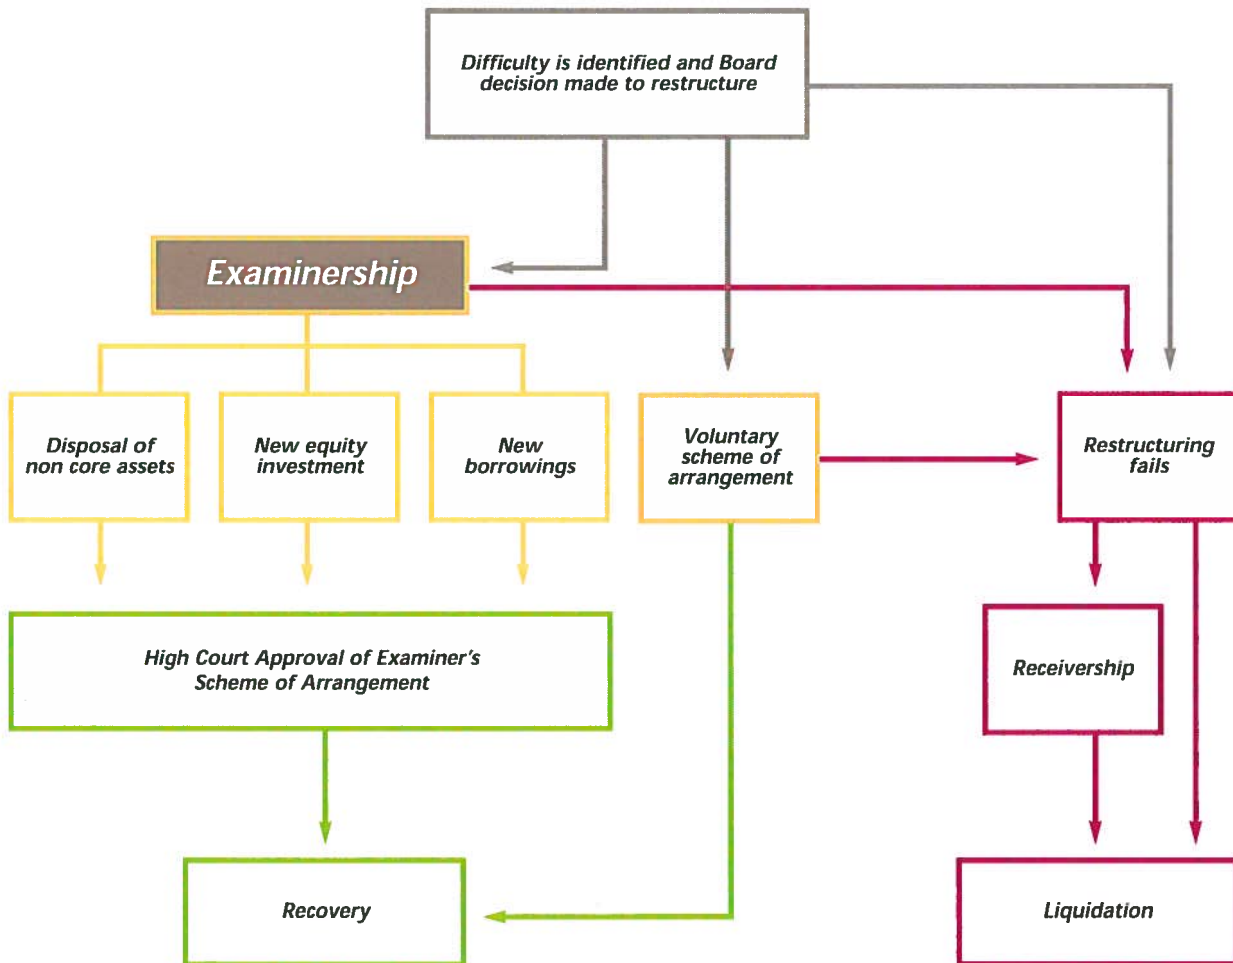 Difficulty is identified and Board
decision made to restructure
Examinership
Disposal of
non core assets
New equity
investment
New
borrowings
Voluntary
scheme of
arrangement
Restructuring
fails
High Court Approval of Examiner's
Scheme of Arrangement
Receivership
Recovery
Liquidation